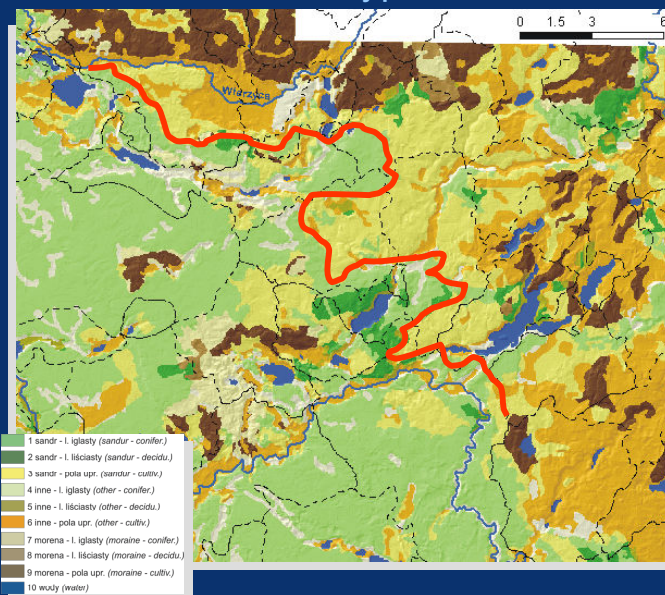 0 1.5 3 6
Wierzyca
1 sandr - l. iglasty (sandur - conifer.)
2 sandr - l. liściasty (sandur - decidu.)
3 sandr - pola upr. (sandur - cultiv.)
4 inne - l. iglasty (other - conifer.)
5 inne - l. liściasty (other - decidu.)
6 inne - pola upr. (other - cultiv.)
7 morena - l. iglasty (moraine - conifer.)
8 morena - l. liściasty (moraine - decidu.)
9 morena - pola upr. (moraine - cultiv.)
10 wody (water)